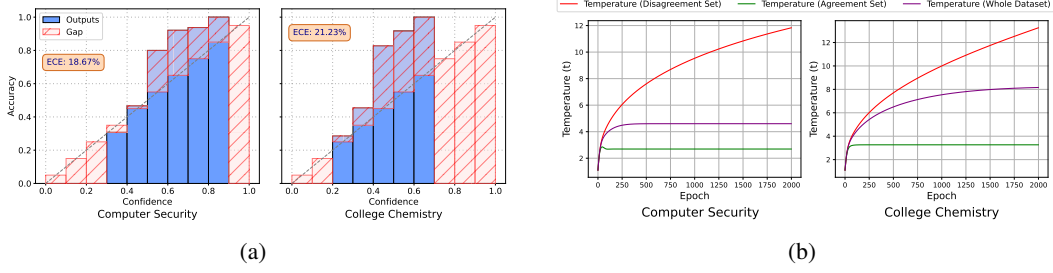 Outputs
Gap
ECE: 18.67%
Accuracy
1.0
0.8
0.6
0.4
0.2
0.0
0.0 0.2 0.4 0.6 0.8 1.0
Confidence
Computer Security
ECE: 21.23%
0.0 0.2 0.4 0.6 0.8 1.0
Confidence
College Chemistry
(a)
Temperature (Disagreement Set) Temperature (Agreement Set) Temperature (Whole Dataset)
Temperature (t)
12
10
8
6
4
2
0 250 500 750 1000 1250 1500 1750 2000
Epoch
Computer Security
Temperature (t)
12
10
8
6
4
2
0 250 500 750 1000 1250 1500 1750 2000
Epoch
College Chemistry
(b)